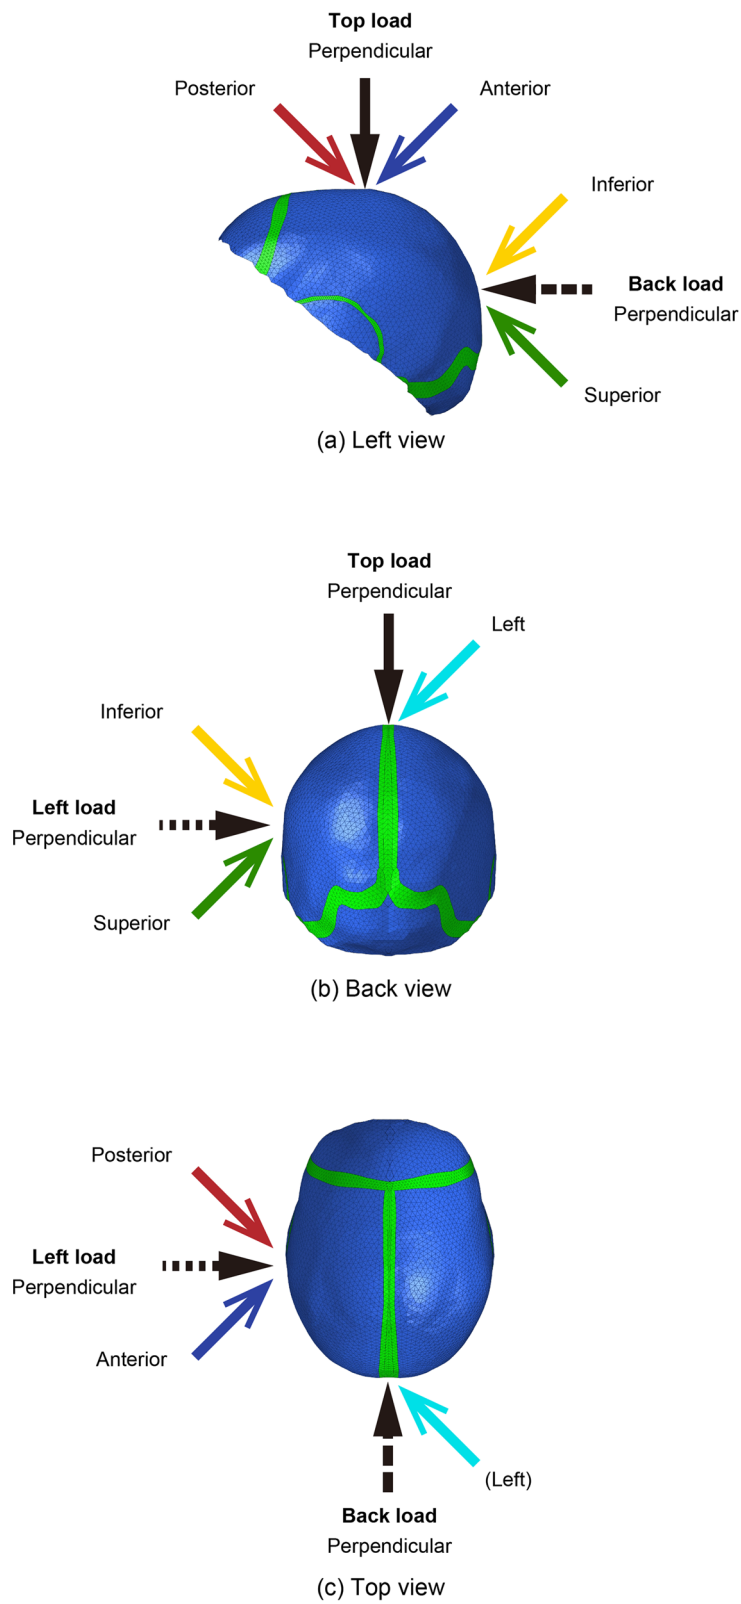 Top load
Perpendicular
Posterior
Anterior
Inferior
Back load
Perpendicular
Superior
(a) Left view
Top load
Perpendicular
Left
Inferior
Left load
Perpendicular
Superior
(b) Back view
Posterior
Left load
Perpendicular
Anterior
(Left)
Back load
Perpendicular
(c) Top view